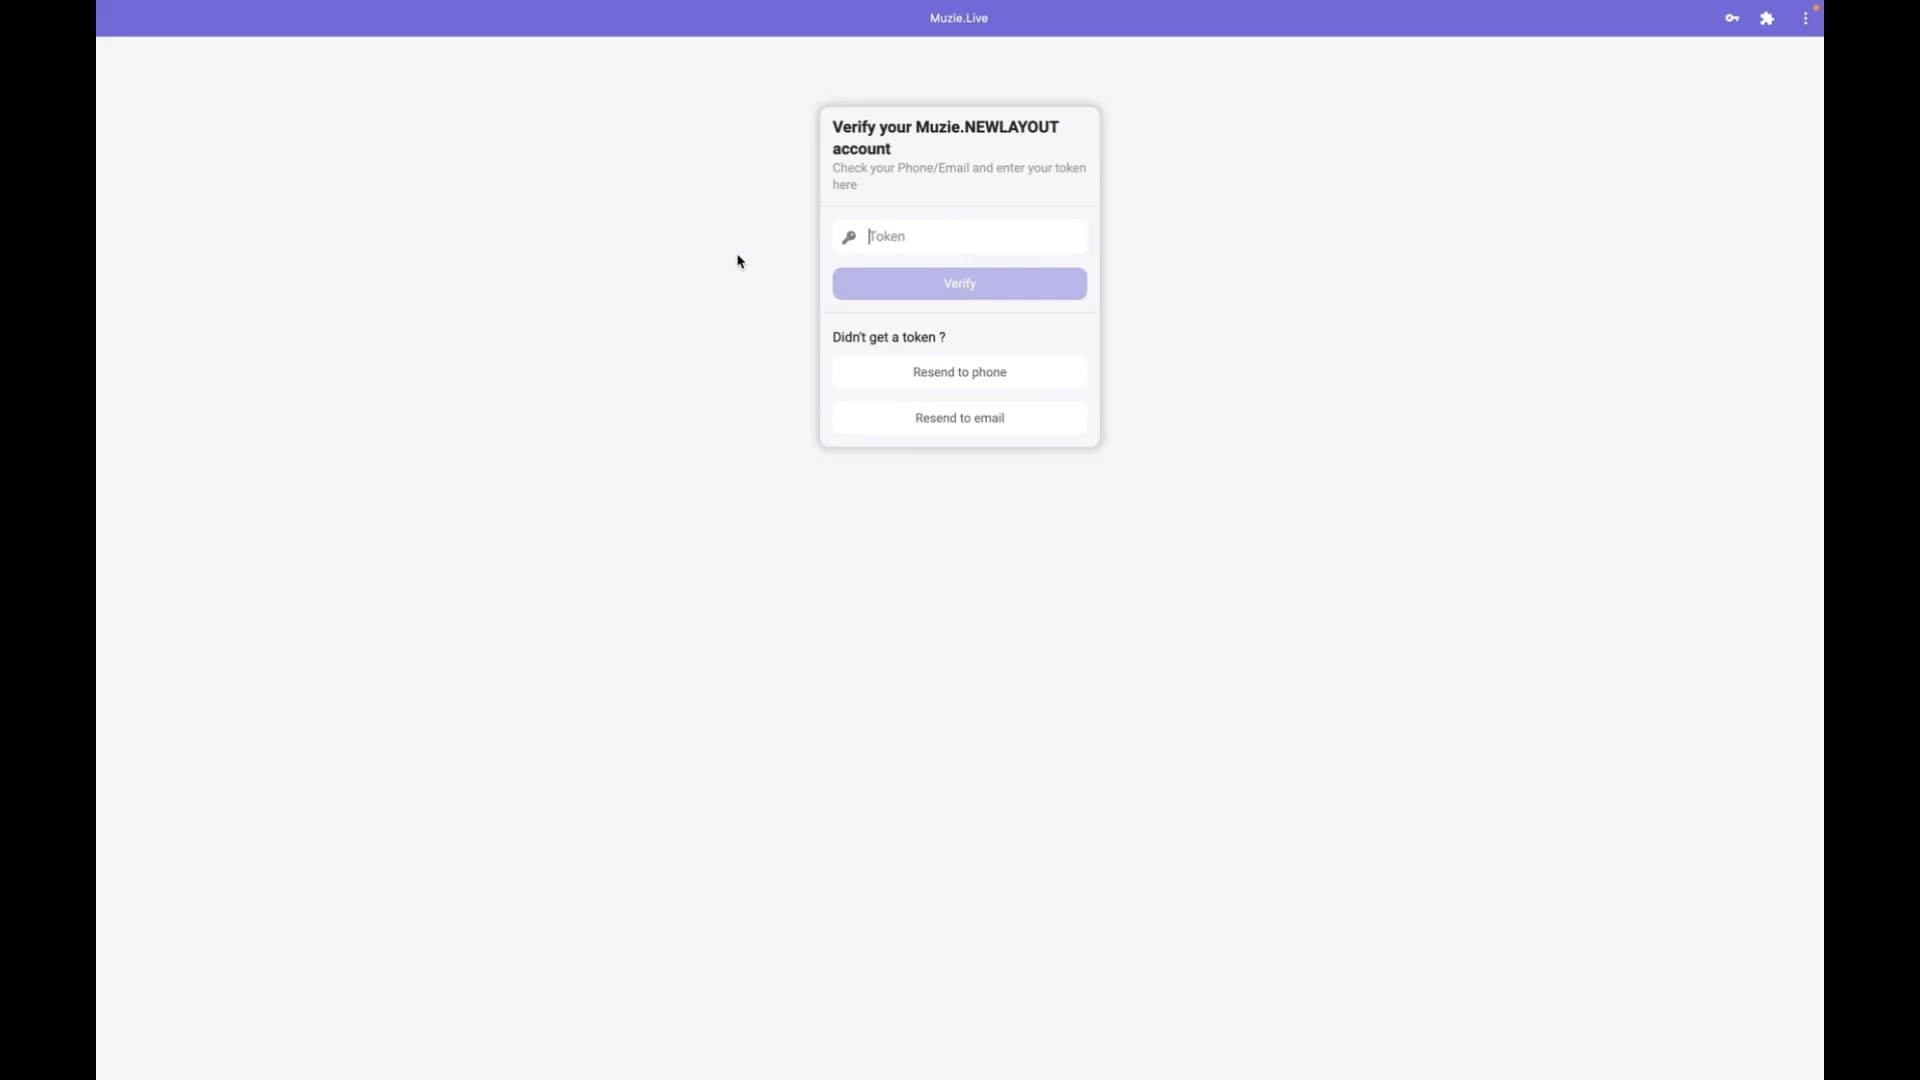 Muzie.Live
Verify your Muzie.NEWLAYOUT
account
Check your Phone/Email and enter your token
here
Token
Verify
Didn't get a token ?
Resend to phone
Resend to email